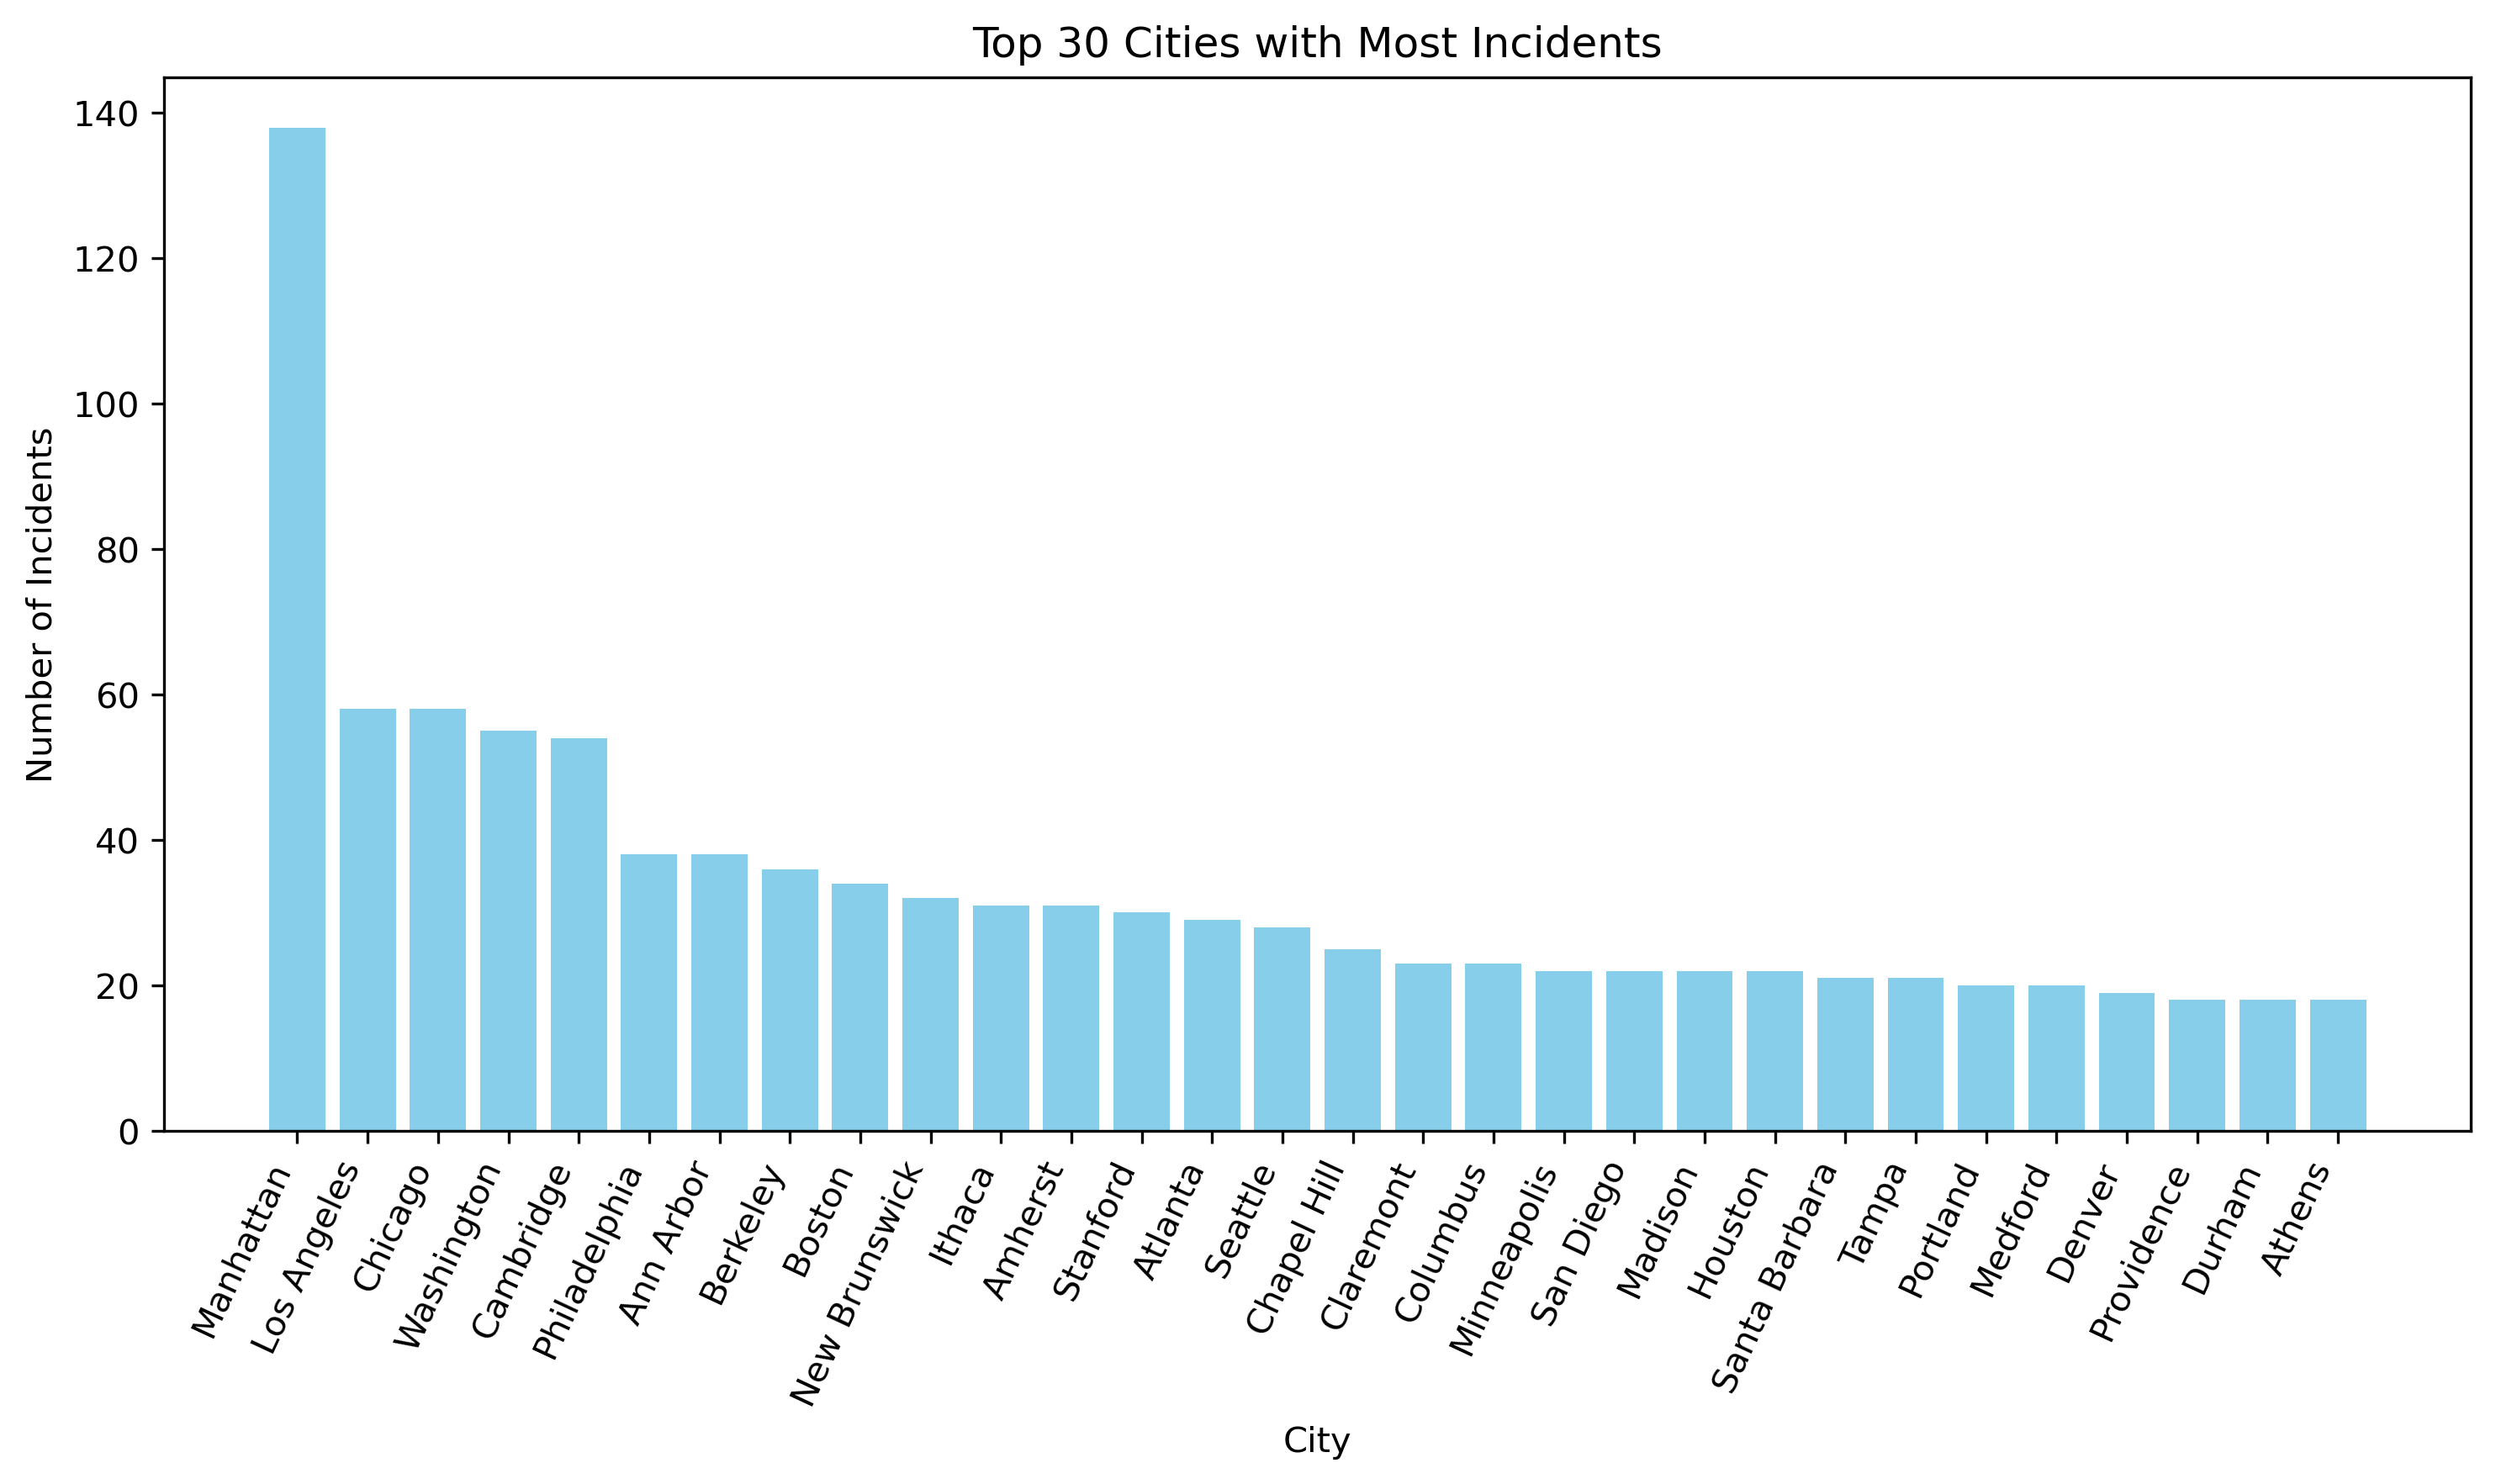 Top 30 Cities with Most Incidents
Number of Incidents
140
120
100
80
60
40
20
0
Manhattan
Los Angeles
Chicago
Washington
Cambridge
Philadelphia
Ann Arbor
Berkeley
Boston
New Brunswick
Ithaca
Amherst
Stanford
Atlanta
Seattle
Chapel Hill
Claremont
Columbus
Minneapolis
San Diego
Madison
Houston
Santa Barbara
Tampa
Portland
Medford
Denver
Providence
Durham
Athens
City